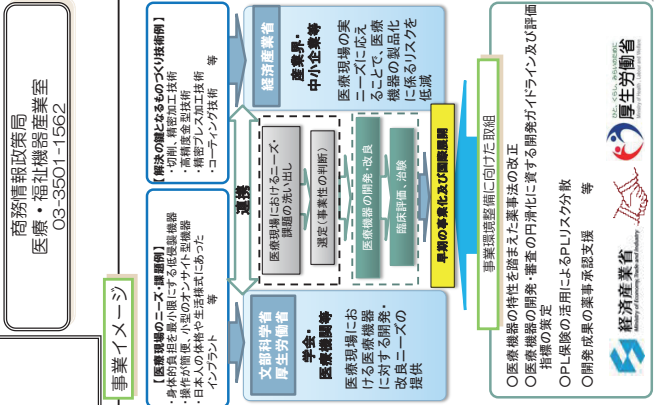 商務情報政策局
医療・福祉機器産業室
03-3501-1562
事業イメージ
【医療現場のニーズ・課題例】
・身体的負担を最小限にする低侵襲機器
・操作が簡便、小型のオンサイト型機器
・日本人の体格や生活様式にあった
インプラント 等
【解決の鍵となるものづくり技術例】
・切削、精密加工技術
・高精度金型技術
・精密プレス加工技術
・コーティング技術 等
文部科学省
厚生労働省
学会・
医療機関等
医療現場にお
ける医療機器
に対する開発・
改良ニーズの
提供
連携
医療現場におけるニーズ・
課題の洗い出し
選定（事業性の判断）
医療機器の開発・改良
臨床評価、治験
早期の事業化及び国際展開
経済産業省
産業界・
中小企業等
医療現場の実
ニーズに応え
ることで、医療
機器の製品化
に係るリスクを
低減
事業環境整備に向けた取組
○医療機器の特性を踏まえた薬事法の改正
○医療機器の開発・審査の円滑化に資する開発ガイドライン及び評価
指標の策定
○PL保険の活用によるPLリスク分散
○開発成果の薬事承認支援 等
経済産業省
Ministry of Economy, Trade and Industry
ひと、くらし、みらいのために
厚生労働省
Ministry of Health, Labour and Welfare